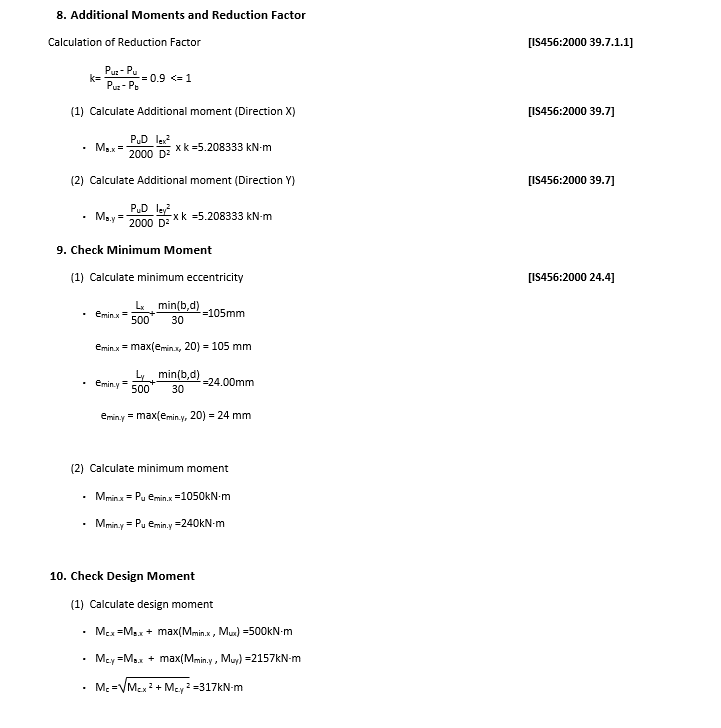 8. Additional Moments and Reduction Factor
Calculation of Reduction Factor [IS456:2000 39.7.1.1]
k= (Puz - Pu)/(Puz - Pb) = 0.9 <= 1
(1) Calculate Additional moment (Direction X) [IS456:2000 39.7]
· Ma.x = PuD/2000 lex²/D² x k =5.208333 kN·m
(2) Calculate Additional moment (Direction Y) [IS456:2000 39.7]
· Ma.y = PuD/2000 ley²/D² x k =5.208333 kN·m
9. Check Minimum Moment
(1) Calculate minimum eccentricity [IS456:2000 24.4]
· emin.x = Lx/500 + min(b,d)/30 =105mm
emin.x = max(emin.x, 20) = 105 mm
· emin.y = Ly/500 + min(b,d)/30 =24.00mm
emin.y = max(emin.y, 20) = 24 mm
(2) Calculate minimum moment
· Mmin.x = Pu emin.x =1050kN·m
· Mmin.y = Pu emin.y =240kN·m
10. Check Design Moment
(1) Calculate design moment
· Mc.x =Ma.x + max(Mmin.x , Mux) =500kN·m
· Mc.y =Ma.x + max(Mmin.y , Muy) =2157kN·m
· Mc =√(Mc.x ² + Mc.y ²) =317kN·m